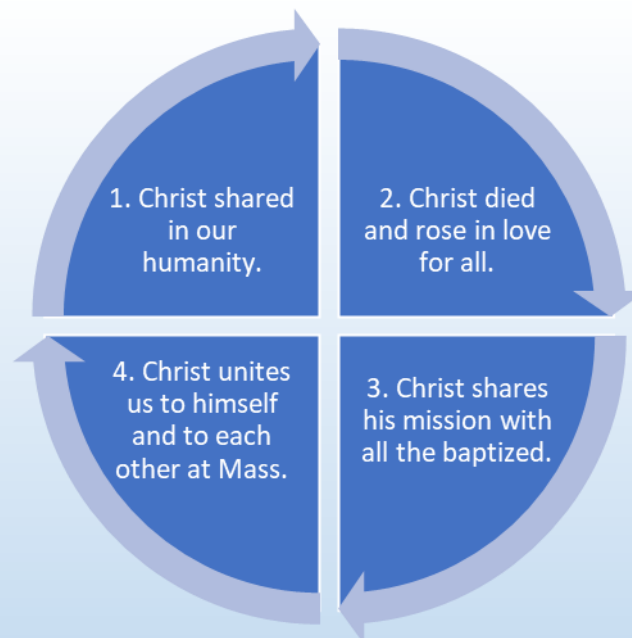 1. Christ shared
in our
humanity.
2. Christ died
and rose in love
for all.
3. Christ shares
his mission with
all the baptized.
4. Christ unites
us to himself
and to each
other at Mass.